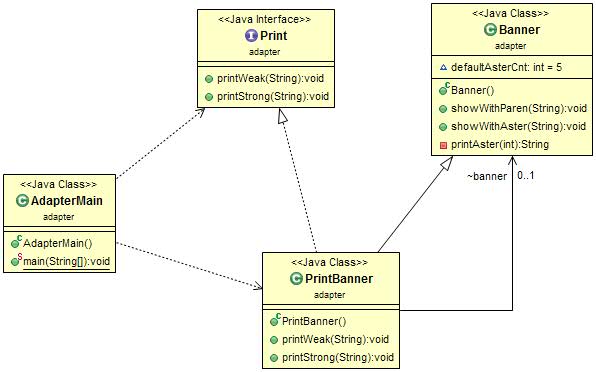 <<Java Interface>>
Print
adapter
printWeak(String):void
printStrong(String):void
<<Java Class>>
Banner
adapter
defaultAsterCnt: int = 5
Banner()
showWithParen(String):void
showWithAster(String):void
printAster(int):String
~banner 0..1
<<Java Class>>
AdapterMain
adapter
AdapterMain()
main(String[]):void
<<Java Class>>
PrintBanner
adapter
PrintBanner()
printWeak(String):void
printStrong(String):void